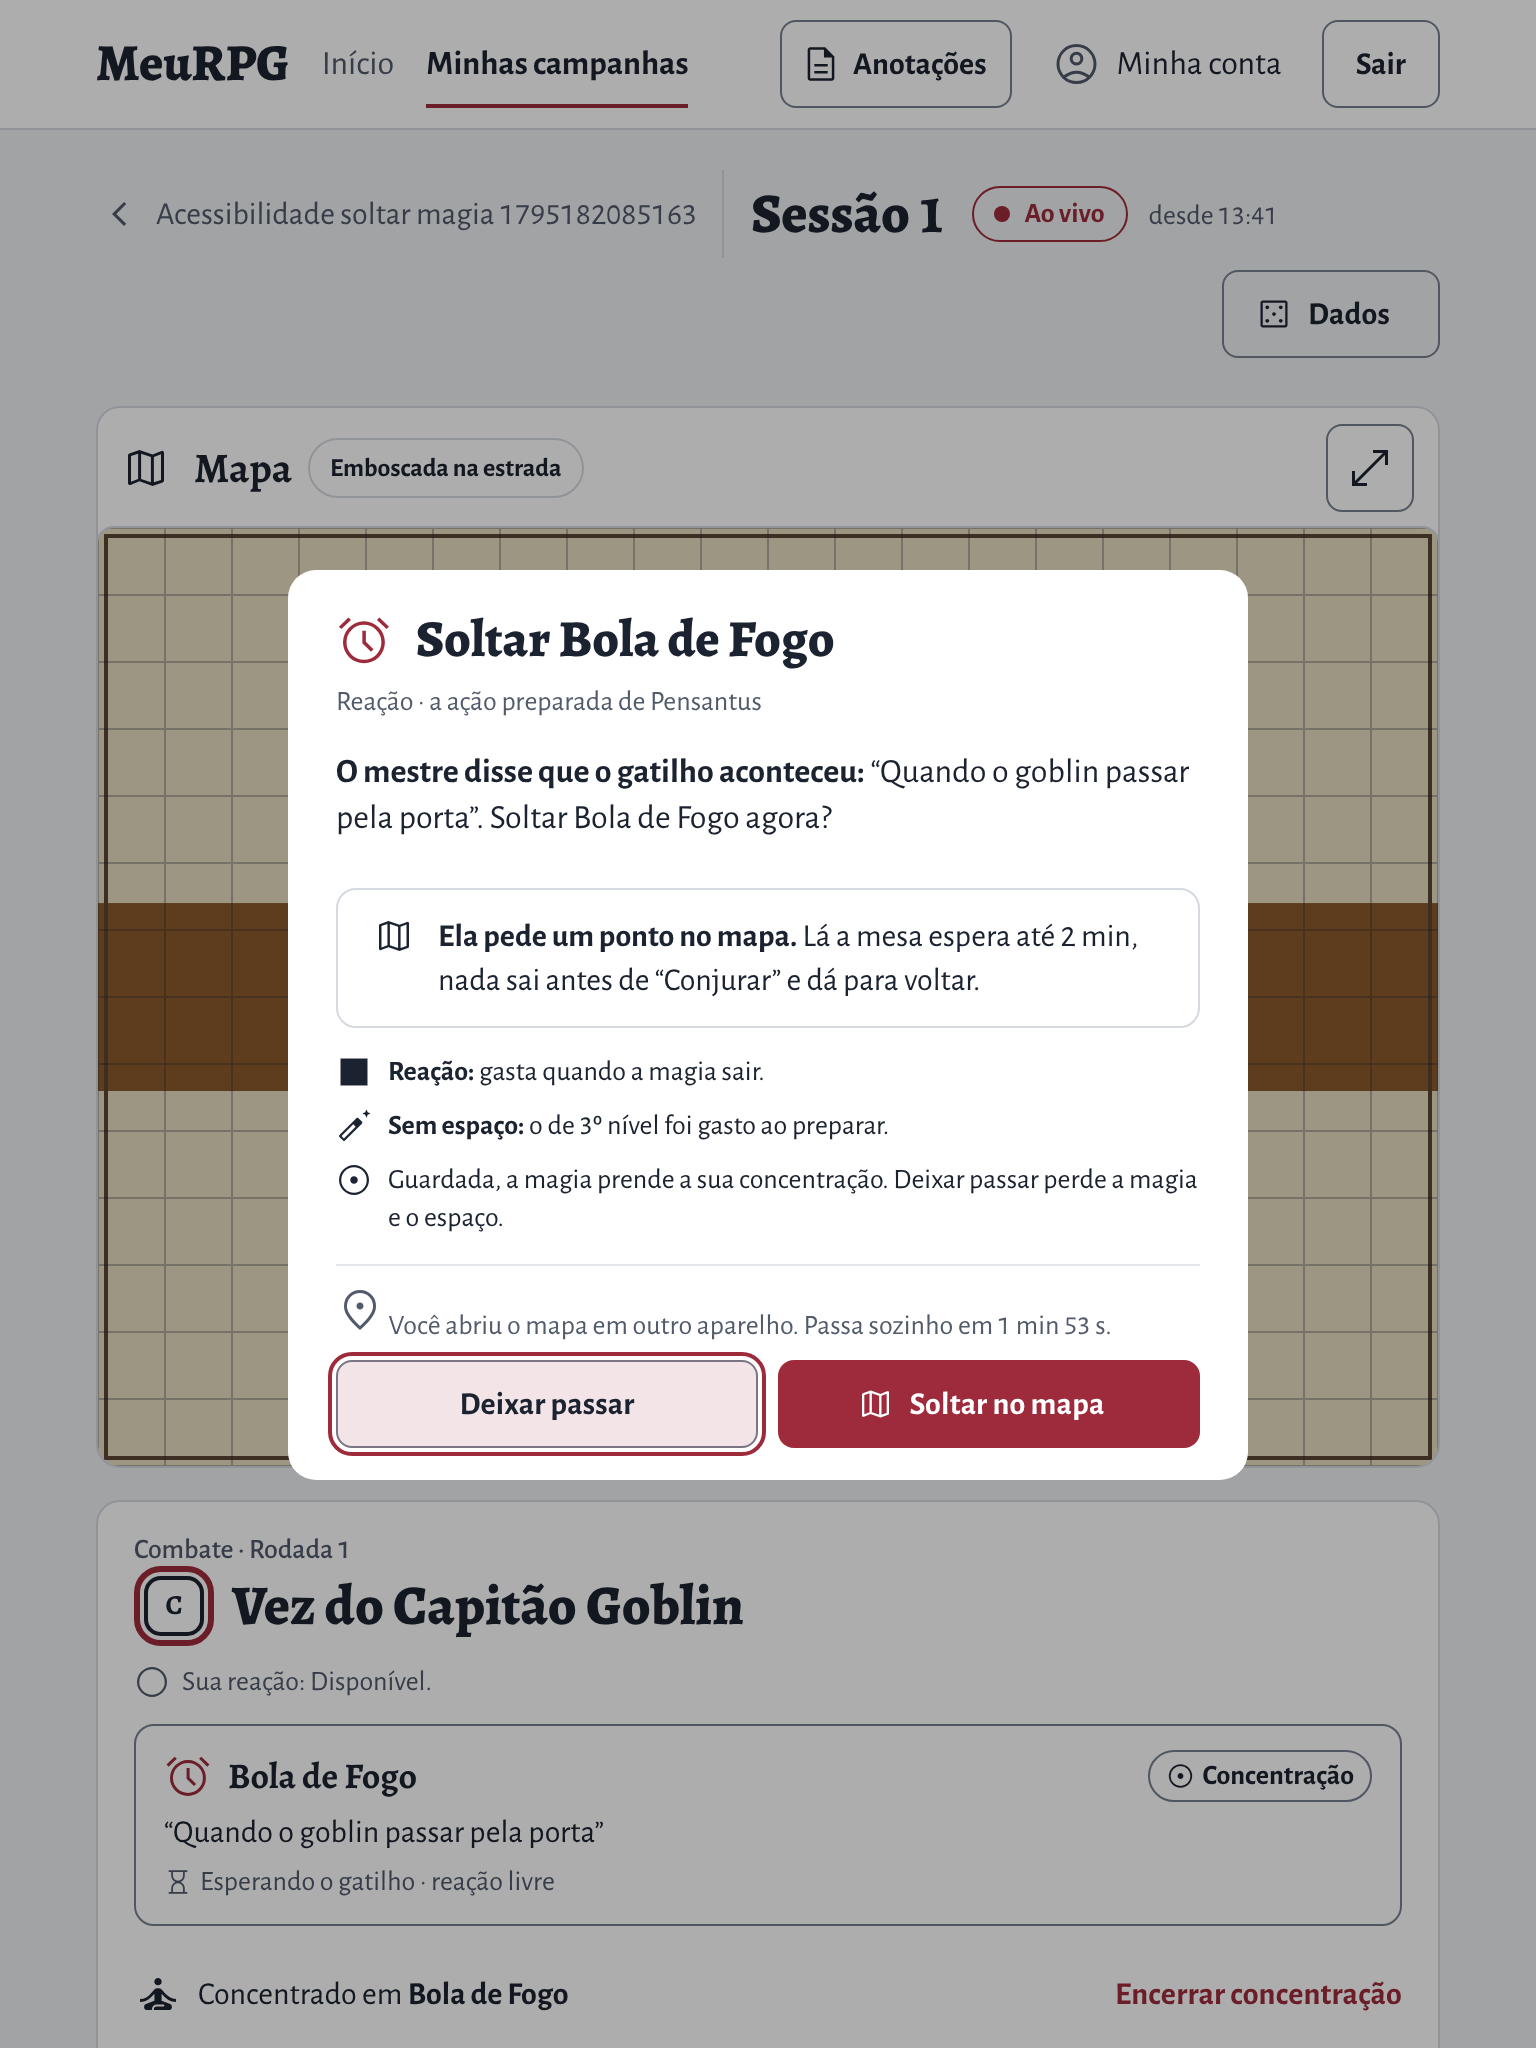 MeuRPG Início Minhas campanhas Anotações Minha conta Sair
Acessibilidade soltar magia 1795182085163 Sessão 1 Ao vivo desde 13:41
Dados
Mapa Emboscada na estrada
Soltar Bola de Fogo
Reação · a ação preparada de Pensantus
O mestre disse que o gatilho aconteceu: “Quando o goblin passar
pela porta”. Soltar Bola de Fogo agora?
Ela pede um ponto no mapa. Lá a mesa espera até 2 min,
nada sai antes de “Conjurar” e dá para voltar.
Reação: gasta quando a magia sair.
Sem espaço: o de 3º nível foi gasto ao preparar.
Guardada, a magia prende a sua concentração. Deixar passar perde a magia
e o espaço.
Você abriu o mapa em outro aparelho. Passa sozinho em 1 min 53 s.
Deixar passar Soltar no mapa
Combate · Rodada 1
C Vez do Capitão Goblin
Sua reação: Disponível.
Bola de Fogo Concentração
“Quando o goblin passar pela porta”
Esperando o gatilho · reação livre
Concentrado em Bola de Fogo Encerrar concentração